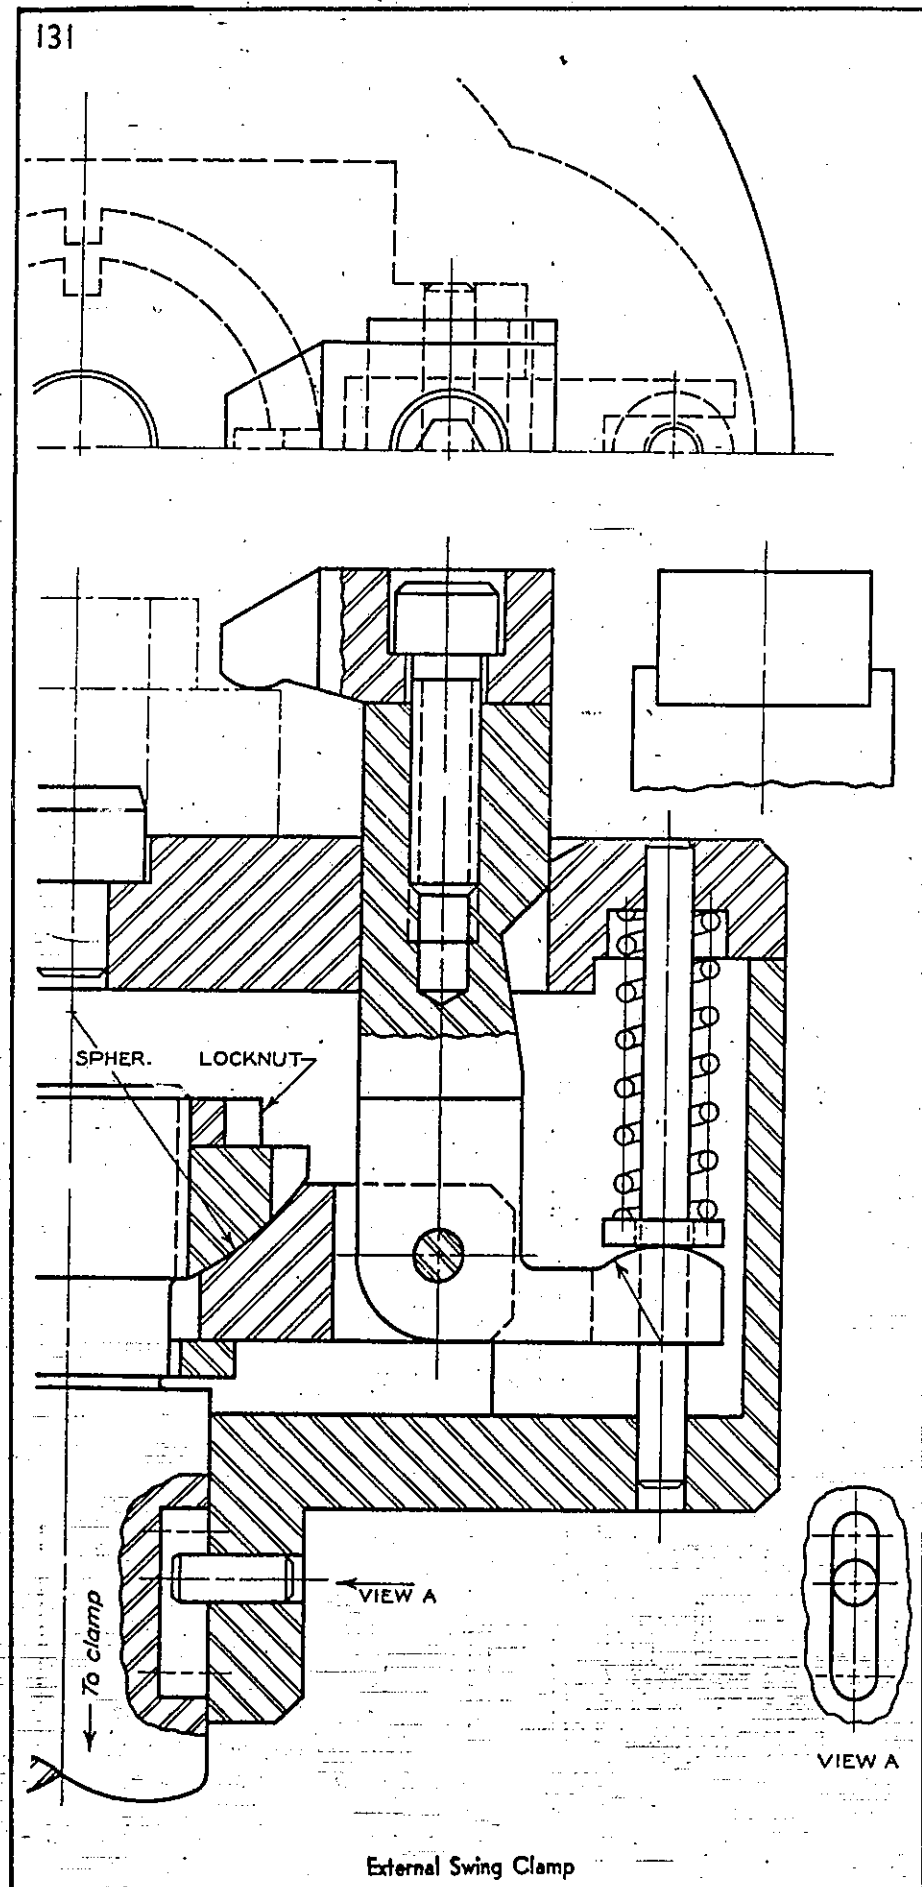 131
SPHER. LOCKNUT
VIEW A
To clamp
VIEW A
External Swing Clamp